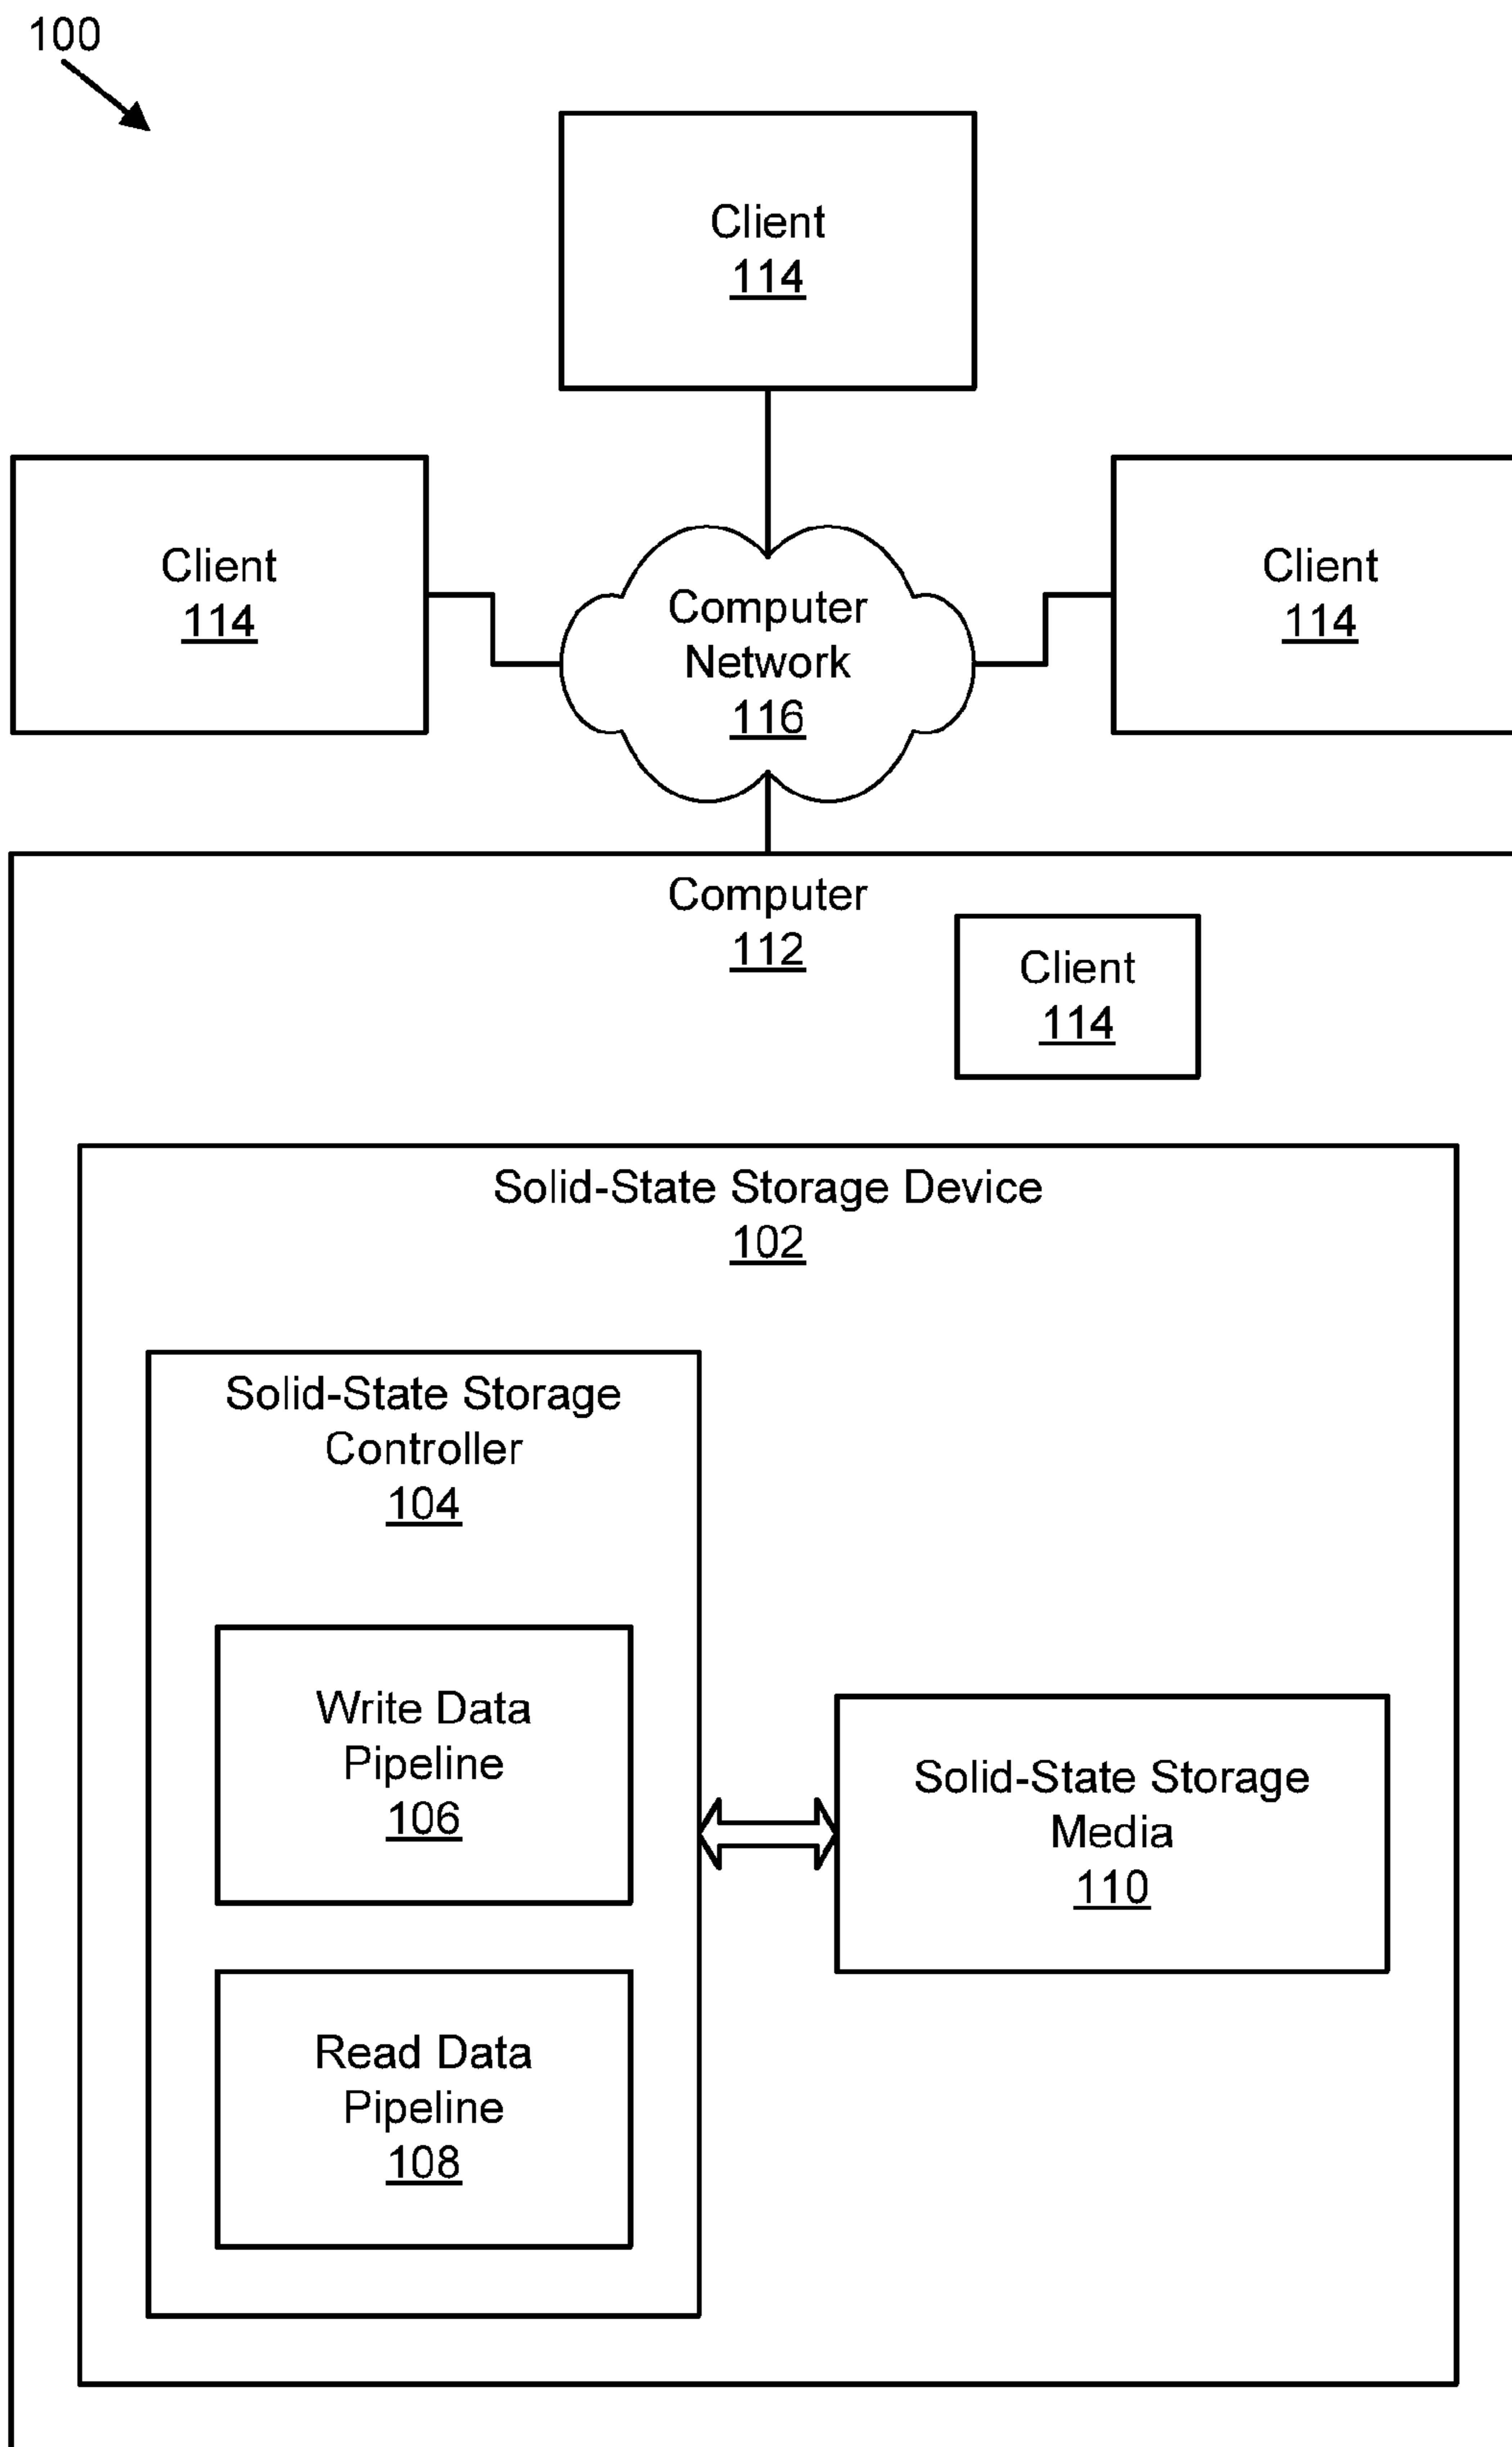 100
Client
114
Client
114
Client
114
Computer
Network
116
Computer
112
Client
114
Solid-State Storage Device
102
Solid-State Storage
Controller
104
Write Data
Pipeline
106
Solid-State Storage
Media
110
Read Data
Pipeline
108